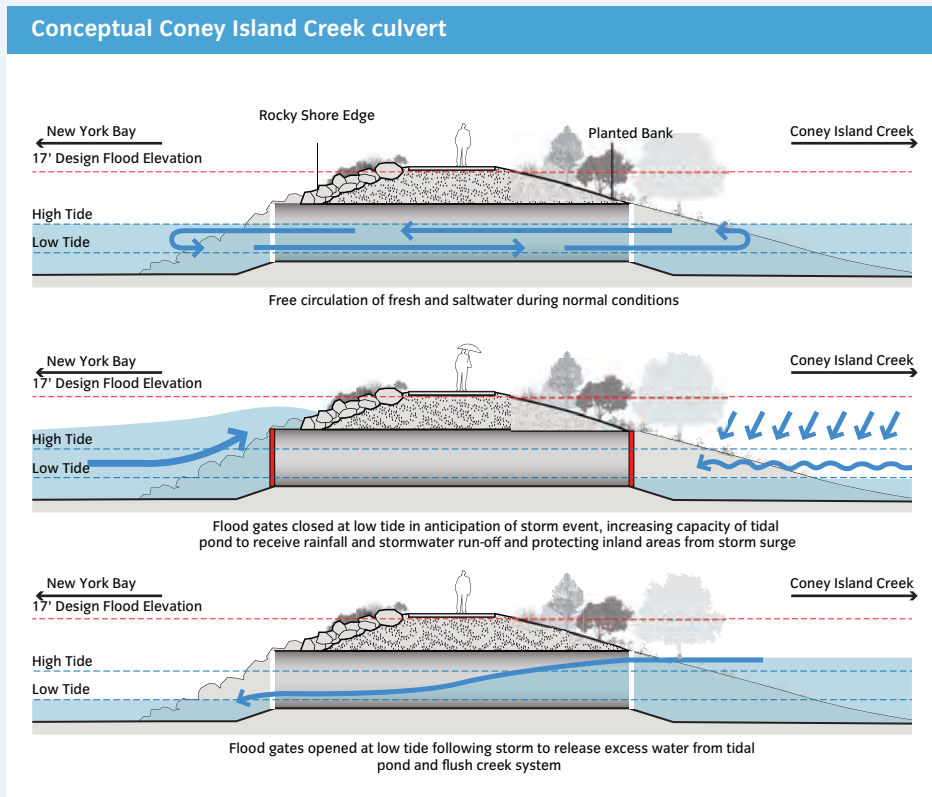 Conceptual Coney Island Creek culvert
Rocky Shore Edge
New York Bay
Planted Bank
Coney Island Creek
17' Design Flood Elevation
High Tide
Low Tide
Free circulation of fresh and saltwater during normal conditions
New York Bay
Coney Island Creek
17' Design Flood Elevation
High Tide
Low Tide
Flood gates closed at low tide in anticipation of storm event, increasing capacity of tidal
pond to receive rainfall and stormwater run-off and protecting inland areas from storm surge
New York Bay
Coney Island Creek
17' Design Flood Elevation
High Tide
Low Tide
Flood gates opened at low tide following storm to release excess water from tidal
pond and flush creek system